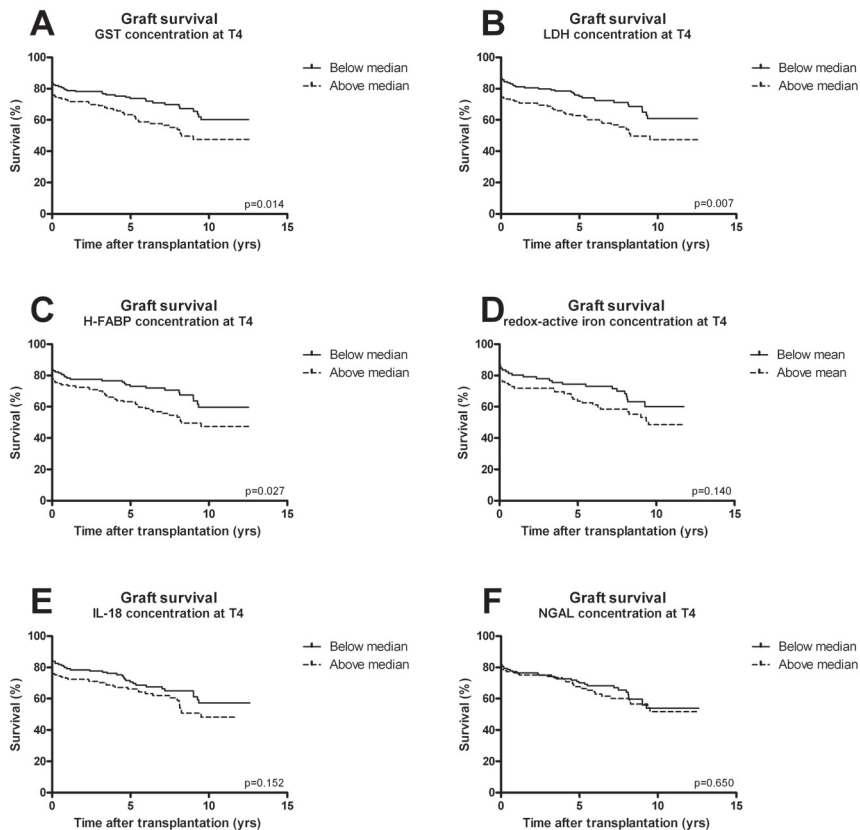 A
Graft survival
GST concentration at T4
Below median
Above median
Survival (%)
100
80
60
40
20
0
0
5
10
15
p=0.014
Time after transplantation (yrs)
B
Graft survival
LDH concentration at T4
Below median
Above median
Survival (%)
100
80
60
40
20
0
0
5
10
15
p=0.007
Time after transplantation (yrs)
C
Graft survival
H-FABP concentration at T4
Below median
Above median
Survival (%)
100
80
60
40
20
0
0
5
10
15
p=0.027
Time after transplantation (yrs)
D
Graft survival
redox-active iron concentration at T4
Below mean
Above mean
Survival (%)
100
80
60
40
20
0
0
5
10
15
p=0.140
Time after transplantation (yrs)
E
Graft survival
IL-18 concentration at T4
Below median
Above median
Survival (%)
100
80
60
40
20
0
0
5
10
15
p=0.152
Time after transplantation (yrs)
F
Graft survival
NGAL concentration at T4
Below median
Above median
Survival (%)
100
80
60
40
20
0
0
5
10
15
p=0.650
Time after transplantation (yrs)